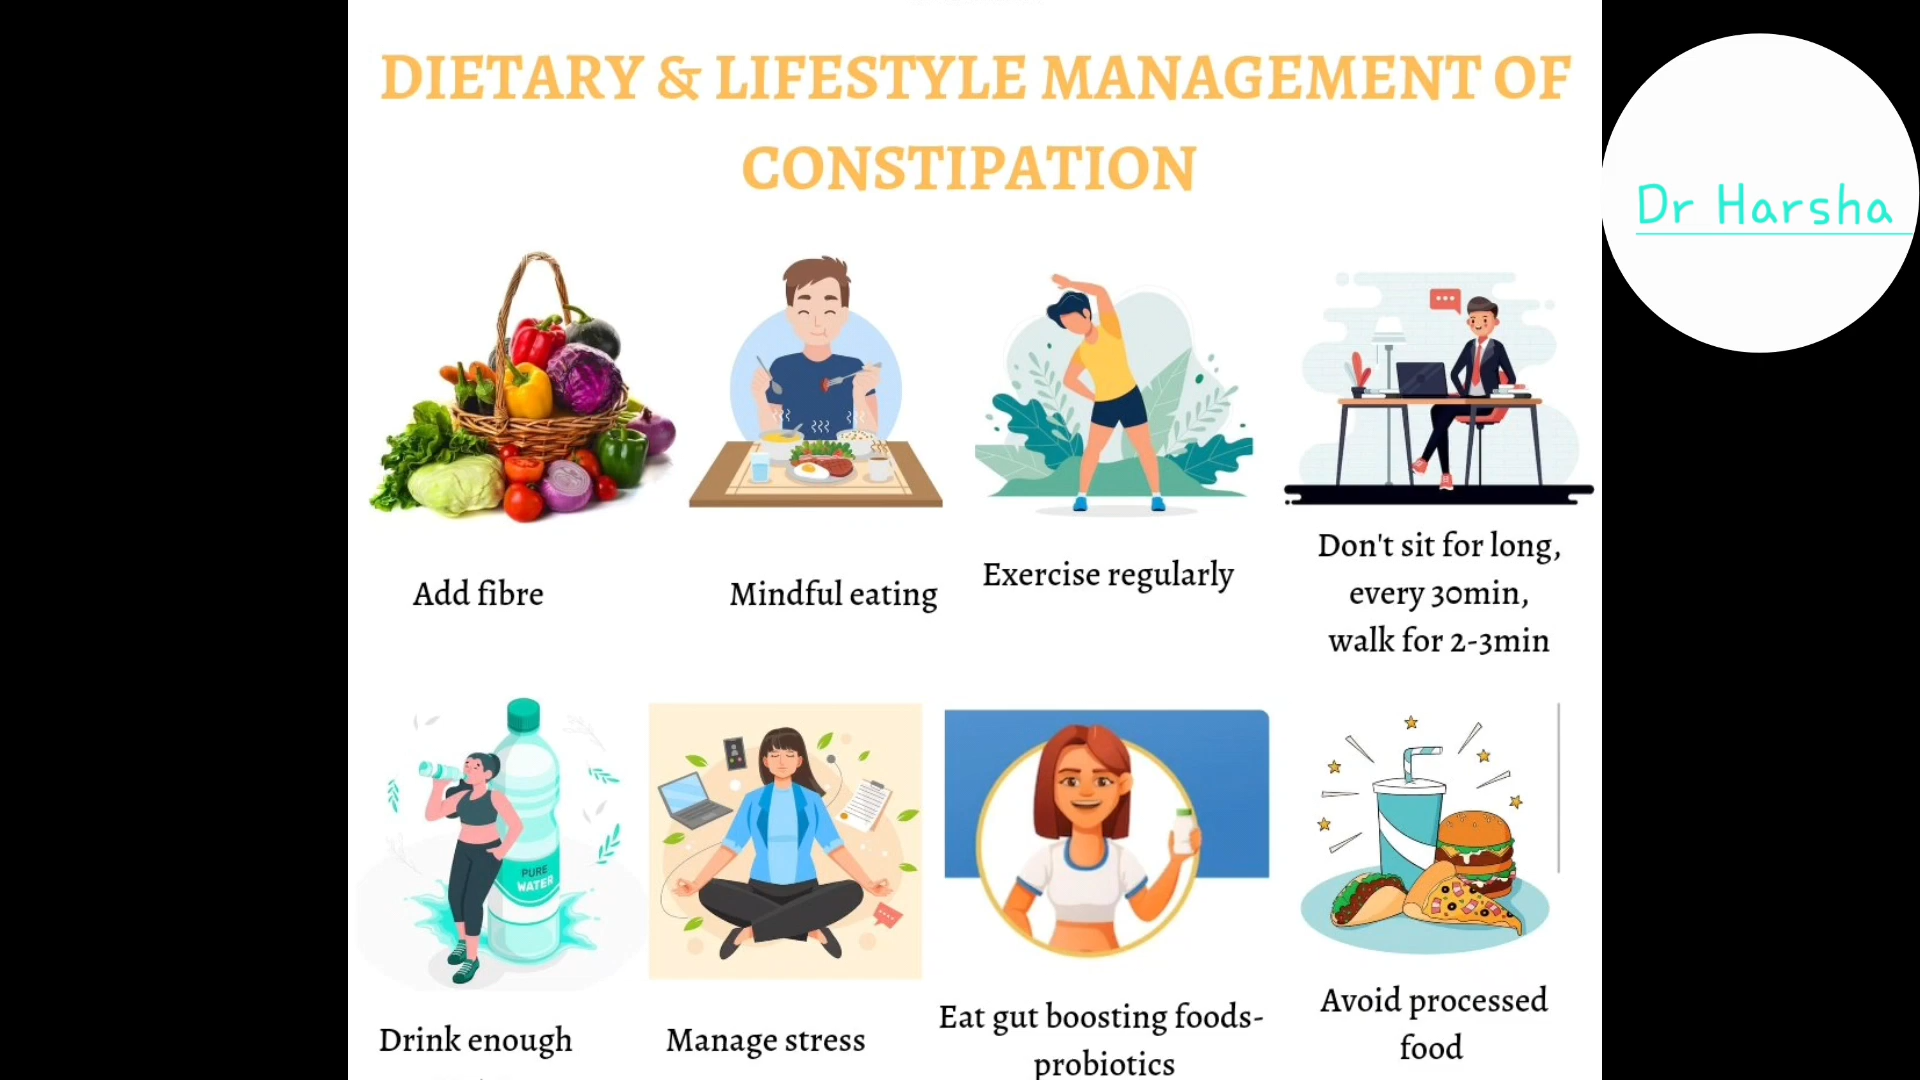 DIETARY & LIFESTYLE MANAGEMENT OF
CONSTIPATION
Dr Harsha
Add fibre
Mindful eating
Exercise regularly
Don't sit for long,
every 30min,
walk for 2-3min
PURE
WATER
Drink enough
Manage stress
Eat gut boosting foods-
probiotics
Avoid processed
food